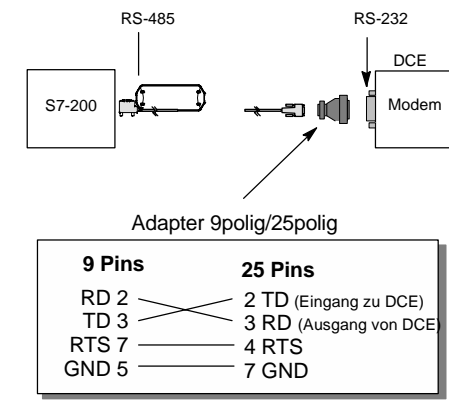 RS-485
RS-232
DCE
S7-200
Modem
Adapter 9polig/25polig
9 Pins
25 Pins
RD 2
2 TD (Eingang zu DCE)
TD 3
3 RD (Ausgang von DCE)
RTS 7
4 RTS
GND 5
7 GND